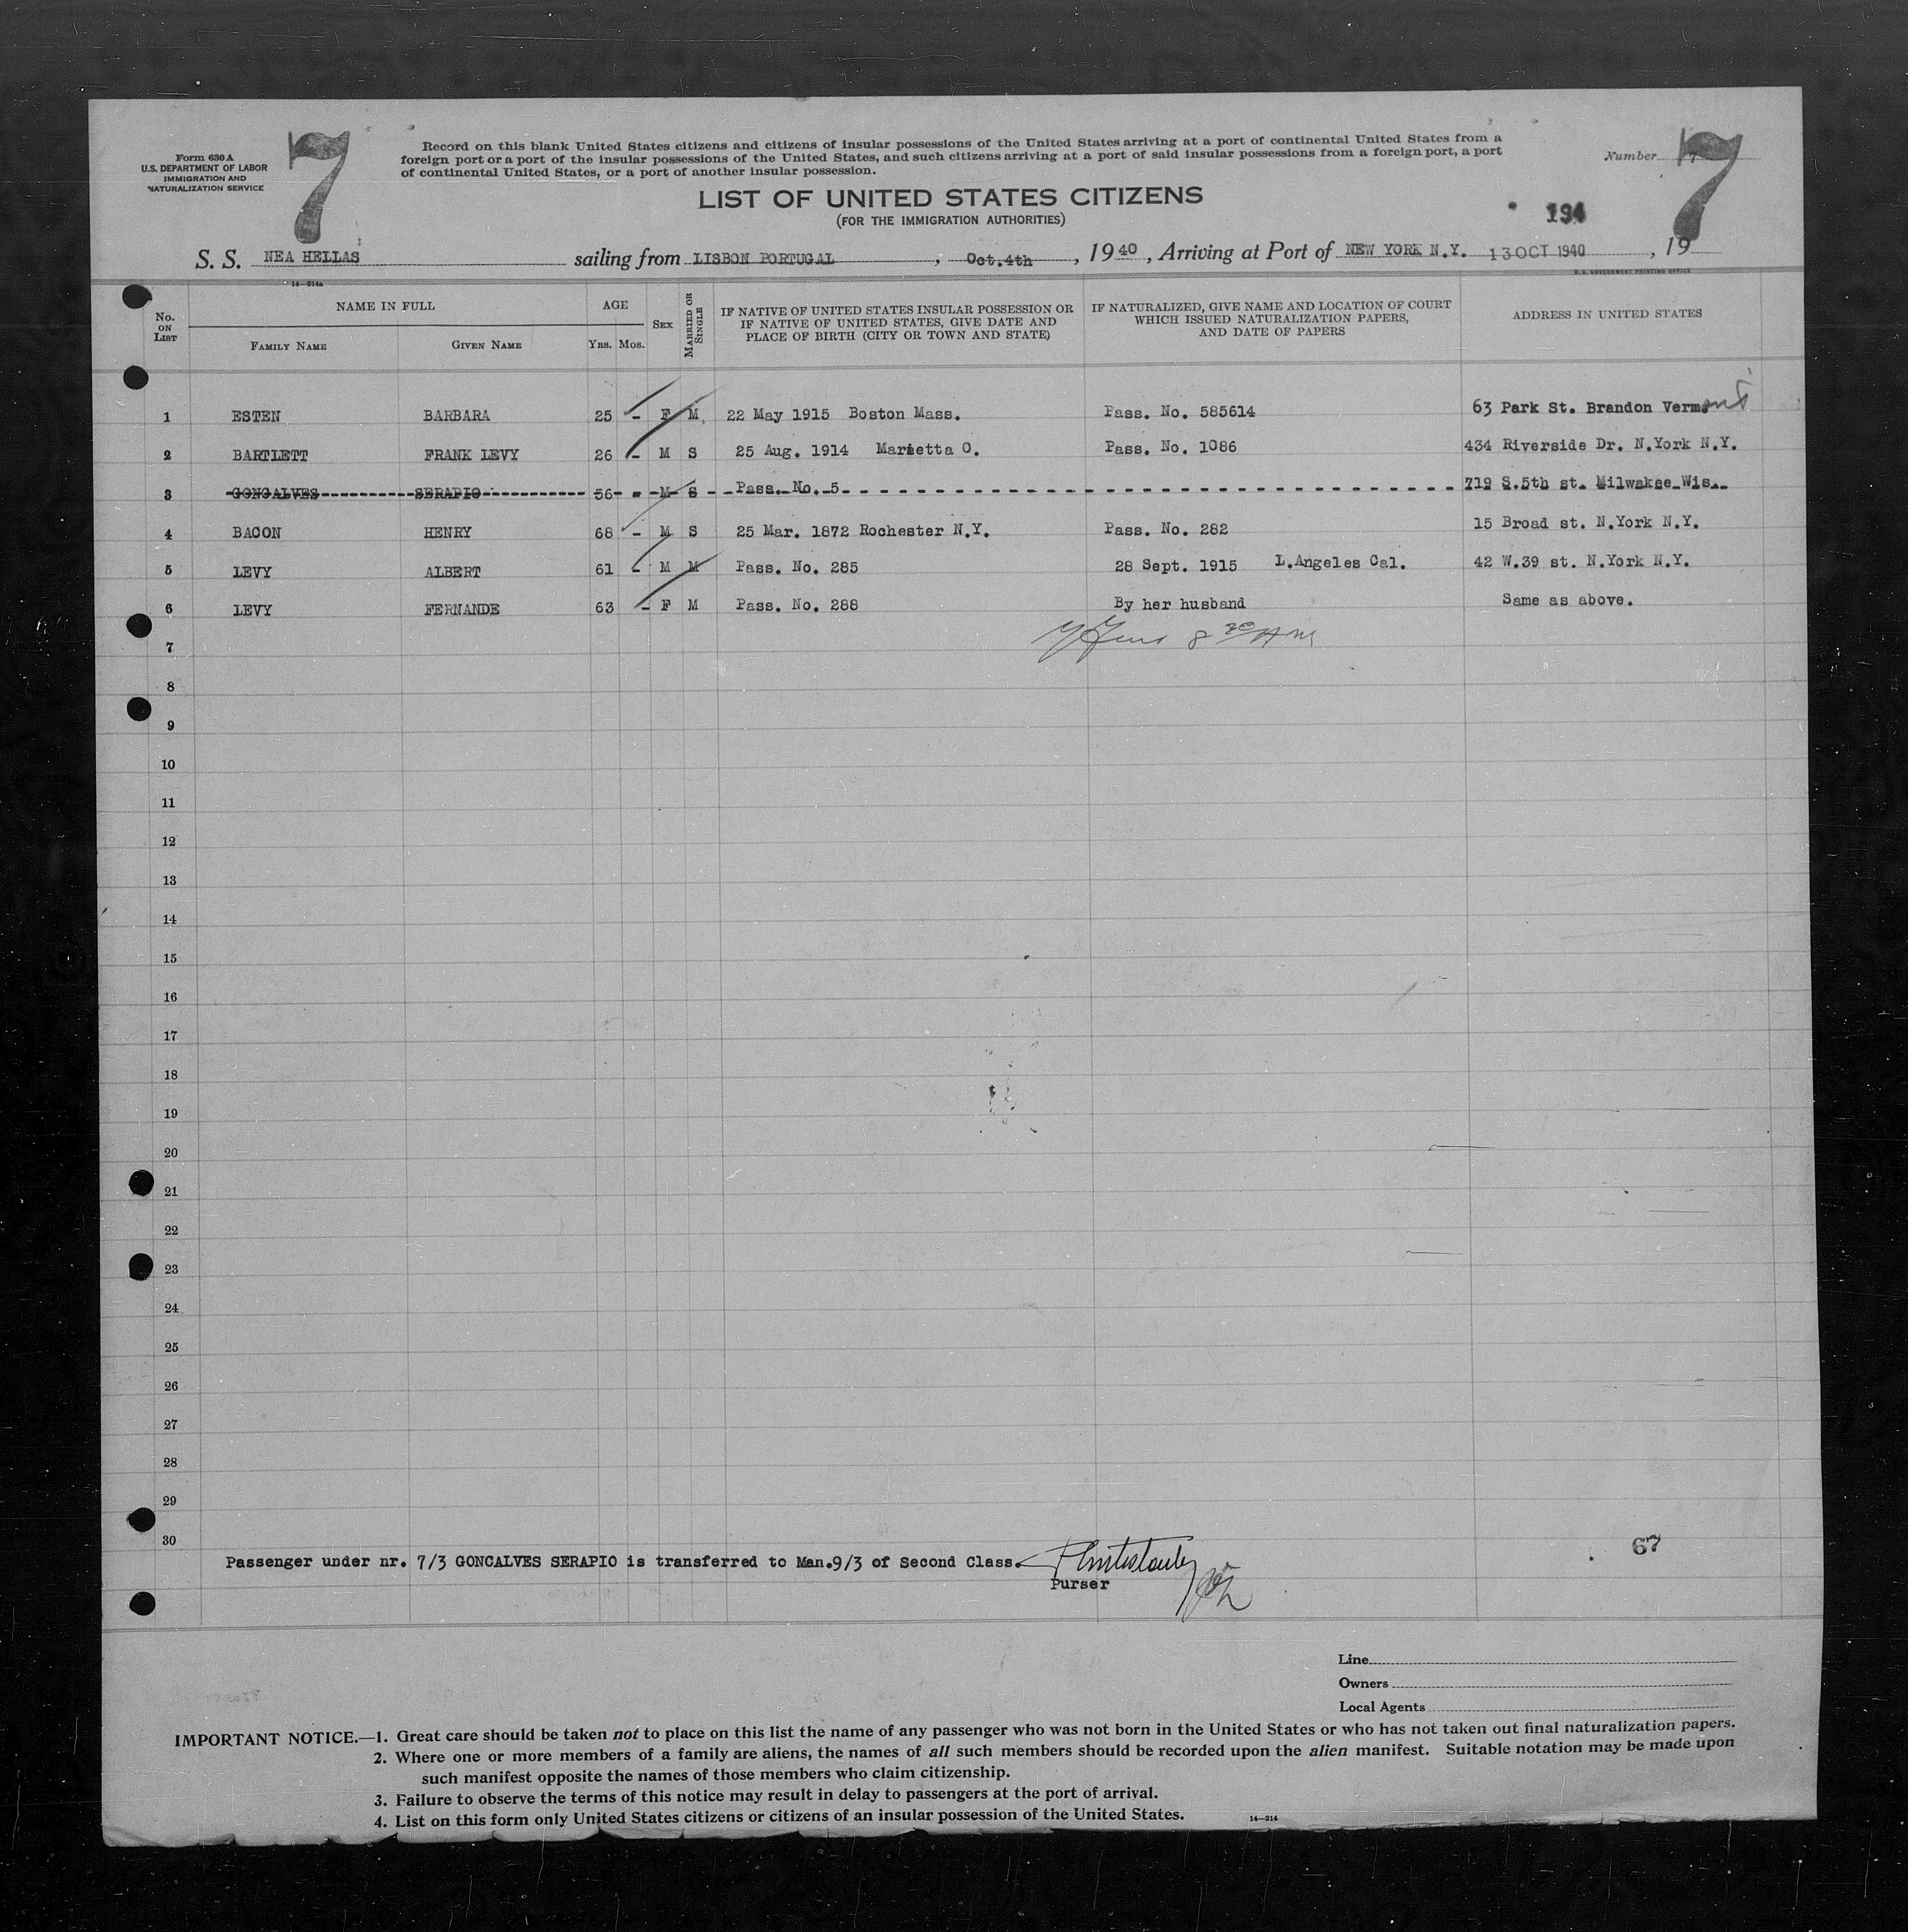 Form 630 A
U.S. DEPARTMENT OF LABOR
IMMIGRATION AND
NATURALIZATION SERVICE
7
Record on this blank United States citizens and citizens of insular possessions of the United States arriving at a port of continental United States from a
foreign port or a port of the insular possessions of the United States, and such citizens arriving at a port of said insular possessions from a foreign port, a port
of continental United States, or a port of another insular possession.
Number 7
7
LIST OF UNITED STATES CITIZENS
(FOR THE IMMIGRATION AUTHORITIES)
194
S. S. NEA HELLAS sailing from LISBON PORTUGAL, Oct.4th, 1940, Arriving at Port of NEW YORK N.Y. 13 OCT 1940, 19
14—314a
U.S. GOVERNMENT PRINTING OFFICE
No. ON LIST
NAME IN FULL
FAMILY NAME
GIVEN NAME
AGE
YRS. MOS.
SEX
MARRIED OR SINGLE
IF NATIVE OF UNITED STATES INSULAR POSSESSION OR
IF NATIVE OF UNITED STATES, GIVE DATE AND
PLACE OF BIRTH (CITY OR TOWN AND STATE)
IF NATURALIZED, GIVE NAME AND LOCATION OF COURT
WHICH ISSUED NATURALIZATION PAPERS,
AND DATE OF PAPERS
ADDRESS IN UNITED STATES
1 ESTEN BARBARA 25 - F M 22 May 1915 Boston Mass. Pass. No. 585614 63 Park St. Brandon Vermont
2 BARTLETT FRANK LEVY 26 - M S 25 Aug. 1914 Marietta O. Pass. No. 1086 434 Riverside Dr. N.York N.Y.
3 GONCALVES SERAPIO 56 - M S Pass. No. 5 719 S.5th st. Milwakee Wis.
4 BACON HENRY 68 - M S 25 Mar. 1872 Rochester N.Y. Pass. No. 282 15 Broad st. N.York N.Y.
5 LEVY ALBERT 61 - M M Pass. No. 285 28 Sept. 1915 L.Angeles Cal. 42 W.39 st. N.York N.Y.
6 LEVY FERNANDE 63 - F M Pass. No. 288 By her husband Same as above.
7 8 30 AM
8
9
10
11
12
13
14
15
16
17
18
19
20
21
22
23
24
25
26
27
28
29
30
67
Passenger under nr. 7/3 GONCALVES SERAPIO is transferred to Man.9/3 of Second Class.
Purser
Line
Owners
Local Agents
IMPORTANT NOTICE.—1. Great care should be taken not to place on this list the name of any passenger who was not born in the United States or who has not taken out final naturalization papers.
2. Where one or more members of a family are aliens, the names of all such members should be recorded upon the alien manifest. Suitable notation may be made upon
such manifest opposite the names of those members who claim citizenship.
3. Failure to observe the terms of this notice may result in delay to passengers at the port of arrival.
4. List on this form only United States citizens or citizens of an insular possession of the United States.
14—314